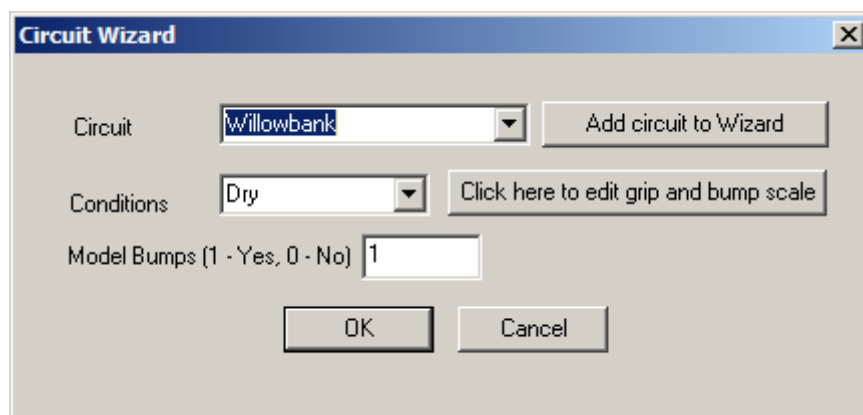 Circuit Wizard
Circuit Willowbank Add circuit to Wizard
Conditions Dry Click here to edit grip and bump scale
Model Bumps (1 - Yes, 0 - No) 1
OK Cancel